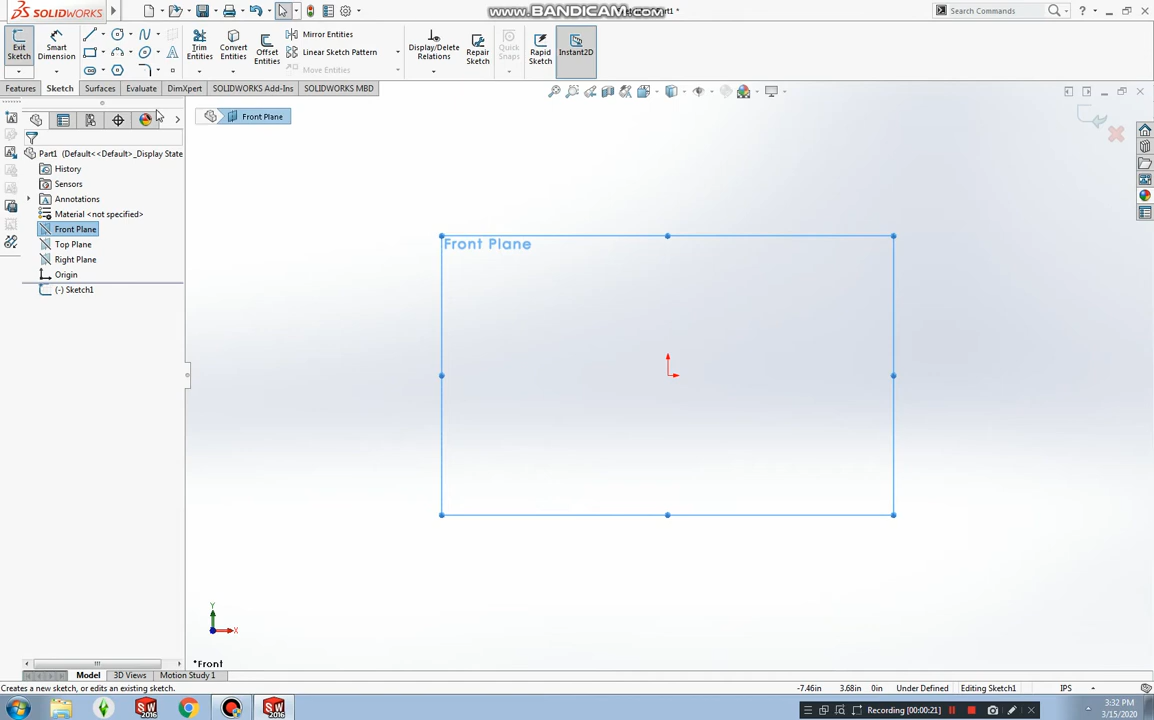 SOLIDWORKS
www.BANDICAM.com
Search Commands
Exit Sketch
Smart Dimension
Trim Entities
Convert Entities
Offset Entities
Mirror Entities
Linear Sketch Pattern
Move Entities
Display/Delete Relations
Repair Sketch
Quick Snaps
Rapid Sketch
Instant2D
Features
Sketch
Surfaces
Evaluate
DimXpert
SOLIDWORKS Add-Ins
SOLIDWORKS MBD
Front Plane
Part1 (Default<<Default>_Display State
History
Sensors
Annotations
Material <not specified>
Front Plane
Top Plane
Right Plane
Origin
(-) Sketch1
Front Plane
Y
X
*Front
Model
3D Views
Motion Study 1
Creates a new sketch, or edits an existing sketch.
-7.46in
3.68in
0in
Under Defined
Editing Sketch1
IPS
SW 2016
SW 2016
Recording [00:00:21]
3:32 PM
3/15/2020